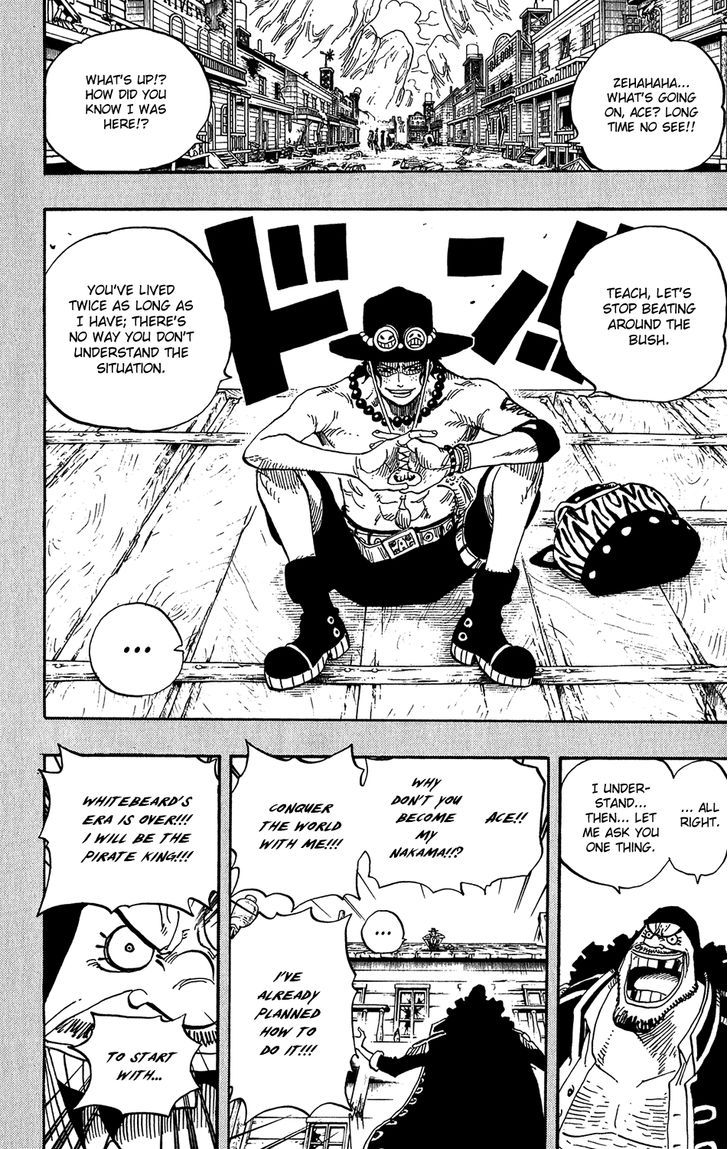 ZEHAHAHA...
WHAT'S GOING
ON, ACE? LONG
TIME NO SEE!!
WHAT'S UP!?
HOW DID YOU
KNOW I WAS
HERE!?
SALOON
TEACH, LET'S
STOP BEATING
AROUND THE
BUSH.
ドンッ!!
YOU'VE LIVED
TWICE AS LONG AS
I HAVE; THERE'S
NO WAY YOU DON'T
UNDERSTAND THE
SITUATION.
...
... ALL
RIGHT.
I UNDER-
STAND...
THEN... LET
ME ASK YOU
ONE THING.
ACE!!
WHY
DON'T YOU
BECOME
MY
NAKAMA!!?
CONQUER
THE WORLD
WITH ME!!!
...
I'VE
ALREADY
PLANNED
HOW TO
DO IT!!!
WHITEBEARD'S
ERA IS OVER!!!
I WILL BE THE
PIRATE KING!!!
TO START
WITH...